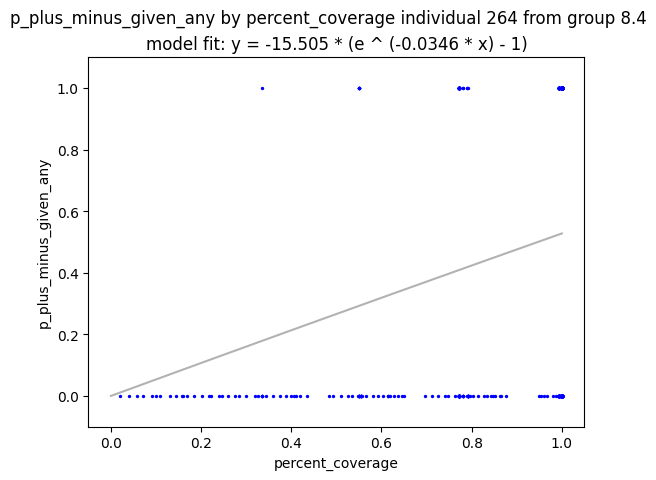 p_plus_minus_given_any by percent_coverage individual 264 from group 8.4
model fit: y = -15.505 * (e ^ (-0.0346 * x) - 1)
1.0
0.8
0.6
0.4
0.2
0.0
p_plus_minus_given_any
0.0 0.2 0.4 0.6 0.8 1.0
percent_coverage